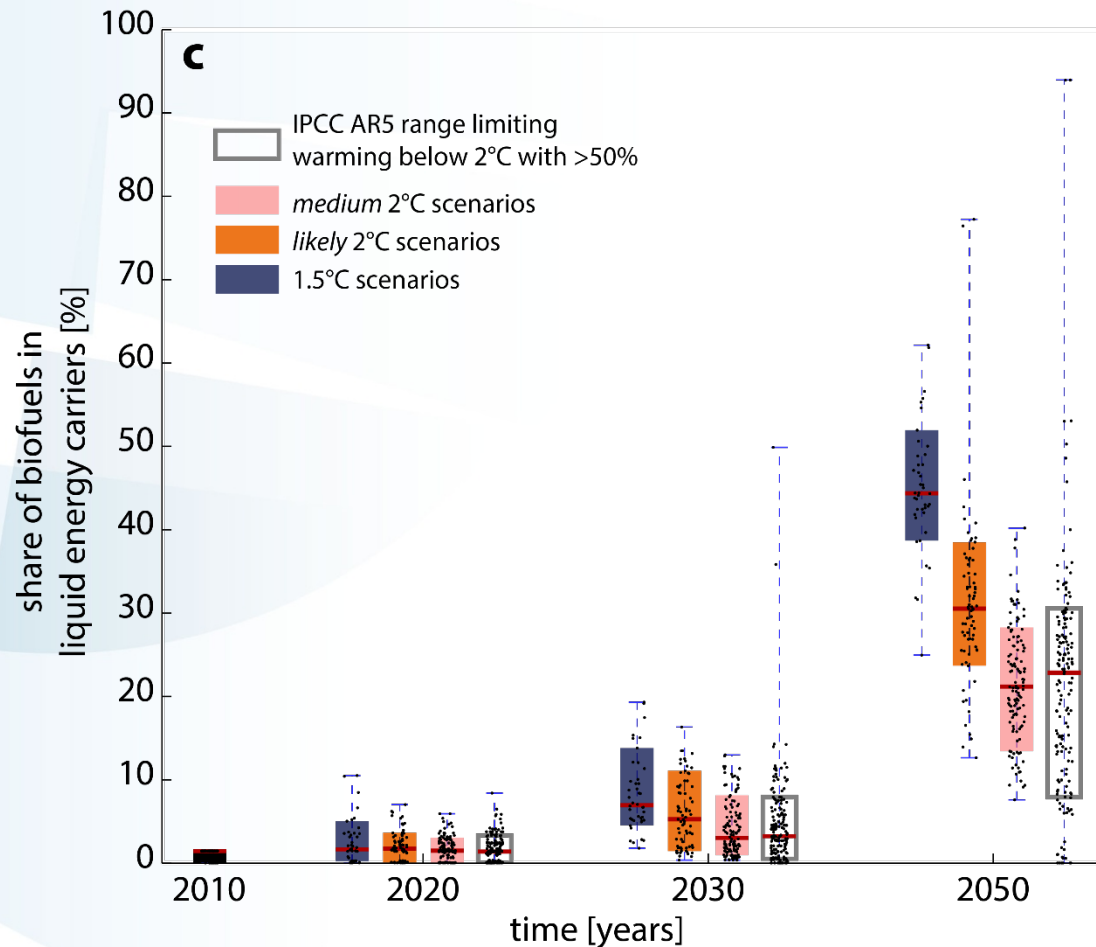 c
IPCC AR5 range limiting
warming below 2°C with >50%
medium 2°C scenarios
likely 2°C scenarios
1.5°C scenarios
share of biofuels in
liquid energy carriers [%]
100
90
80
70
60
50
40
30
20
10
0
2010 2020 2030 2050
time [years]